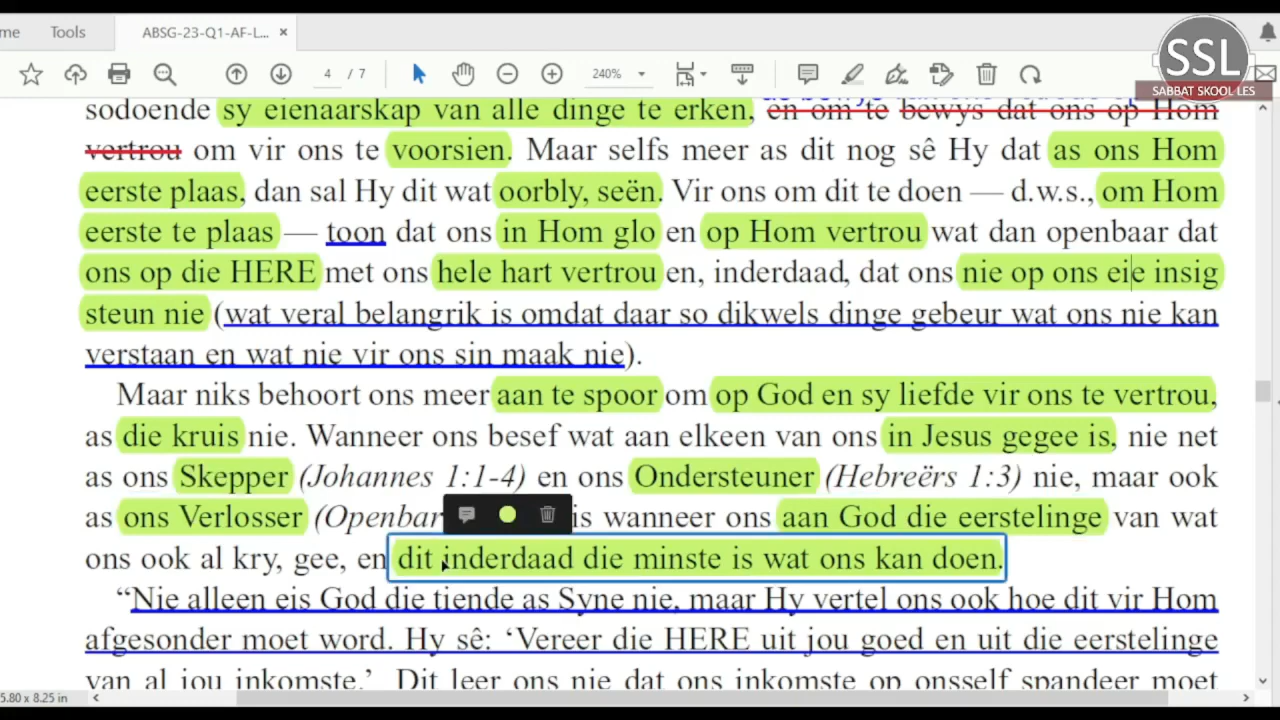 me Tools ABSG-23-Q1-AF-L... ×
4 / 7 240%
SSL
SABBAT SKOOL LES
sodoende sy eienaarskap van alle dinge te erken, en om te bewys dat ons op Hom
vertrou om vir ons te voorsien. Maar selfs meer as dit nog sê Hy dat as ons Hom
eerste plaas, dan sal Hy dit wat oorbly, seën. Vir ons om dit te doen — d.w.s., om Hom
eerste te plaas — toon dat ons in Hom glo en op Hom vertrou wat dan openbaar dat
ons op die HERE met ons hele hart vertrou en, inderdaad, dat ons nie op ons eie insig
steun nie (wat veral belangrik is omdat daar so dikwels dinge gebeur wat ons nie kan
verstaan en wat nie vir ons sin maak nie).
Maar niks behoort ons meer aan te spoor om op God en sy liefde vir ons te vertrou,
as die kruis nie. Wanneer ons besef wat aan elkeen van ons in Jesus gegee is, nie net
as ons Skepper (Johannes 1:1-4) en ons Ondersteuner (Hebreërs 1:3) nie, maar ook
as ons Verlosser (Openbar is wanneer ons aan God die eerstelinge van wat
ons ook al kry, gee, en dit inderdaad die minste is wat ons kan doen.
“Nie alleen eis God die tiende as Syne nie, maar Hy vertel ons ook hoe dit vir Hom
afgesonder moet word. Hy sê: ‘Vereer die HERE uit jou goed en uit die eerstelinge
van al jou inkomste.’ Dit leer ons nie dat ons inkomste op onsself spandeer moet
5.80 x 8.25 in